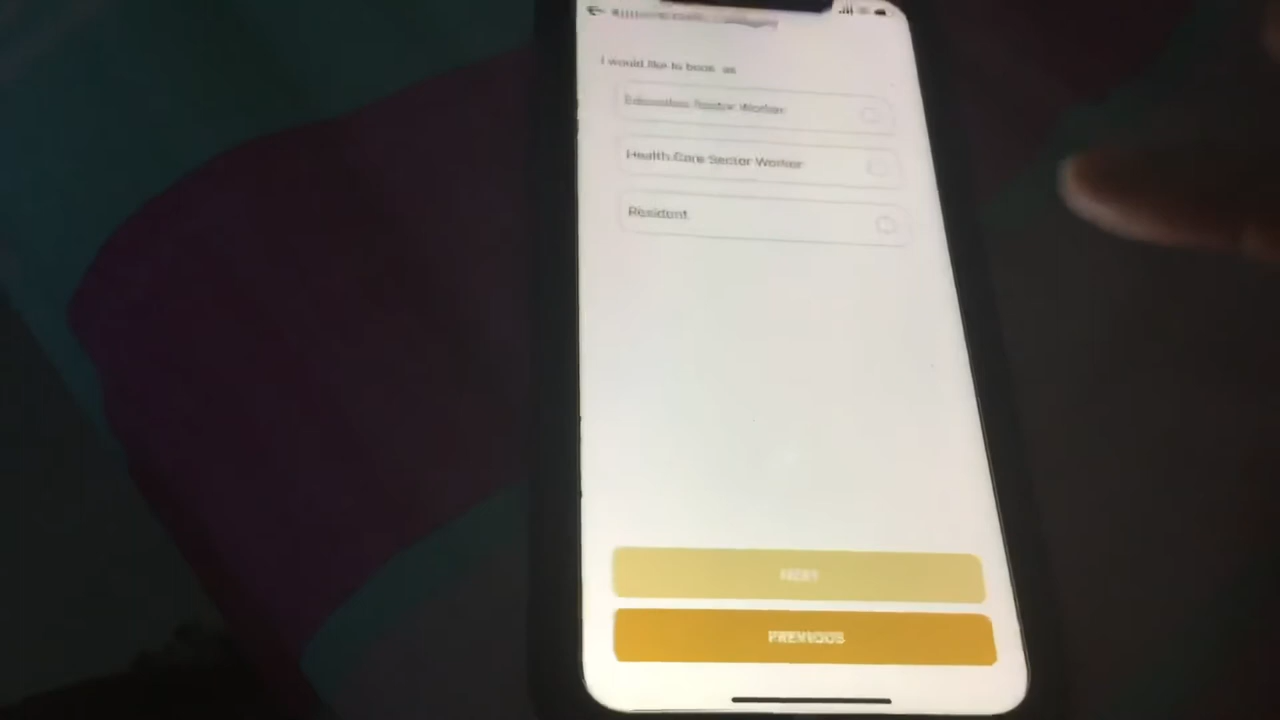 I would like to book as
Education Sector Worker
Health Care Sector Worker
Resident
NEXT
PREVIOUS